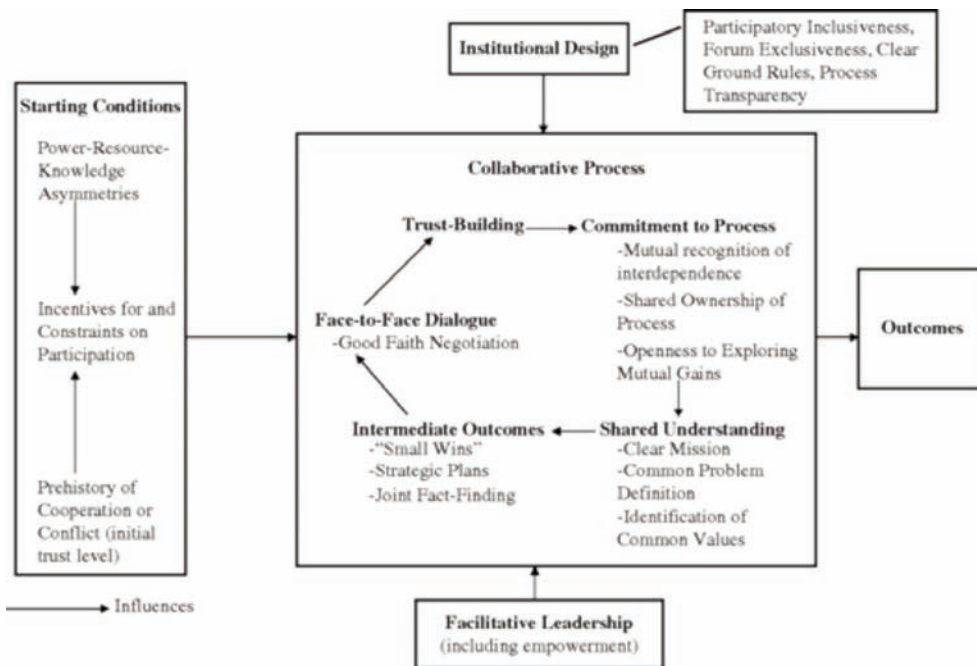 Institutional Design
Participatory Inclusiveness,
Forum Exclusiveness, Clear
Ground Rules, Process
Transparency
Starting Conditions
Power-Resource-
Knowledge
Asymmetries
Incentives for and
Constraints on
Participation
Prehistory of
Cooperation or
Conflict (initial
trust level)
Influences
Collaborative Process
Trust-Building
Commitment to Process
-Mutual recognition of
interdependence
-Shared Ownership of
Process
-Openness to Exploring
Mutual Gains
Face-to-Face Dialogue
-Good Faith Negotiation
Intermediate Outcomes
-“Small Wins”
-Strategic Plans
-Joint Fact-Finding
Shared Understanding
-Clear Mission
-Common Problem
Definition
-Identification of
Common Values
Outcomes
Facilitative Leadership
(including empowerment)